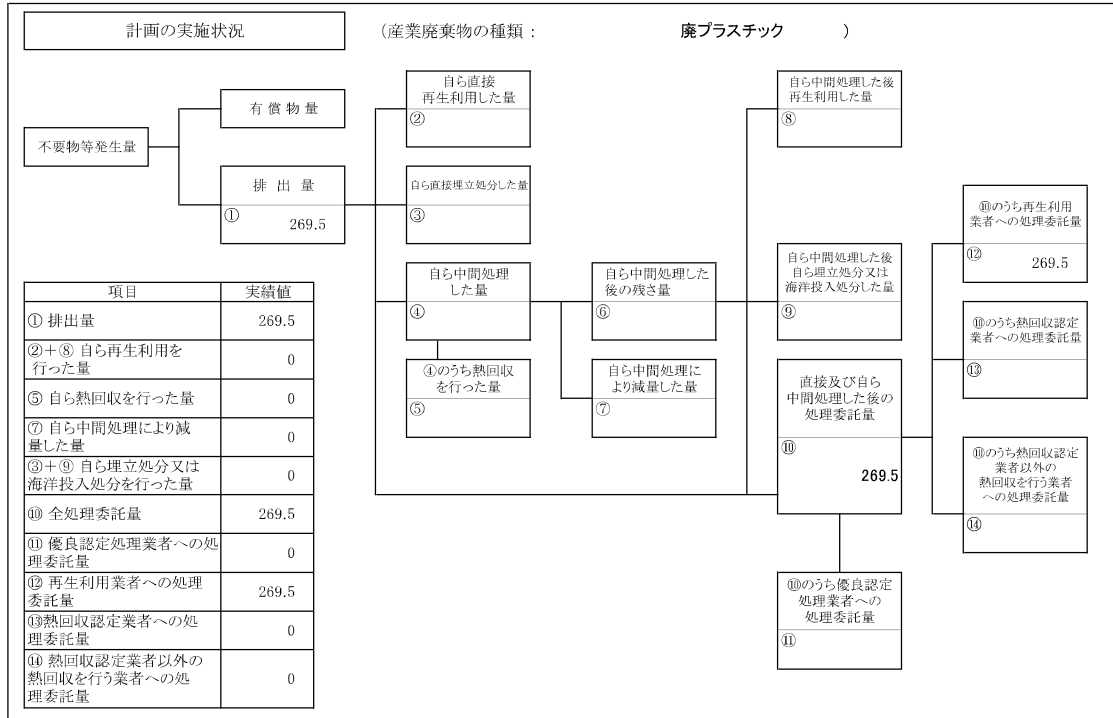 計画の実施状況
(産業廃棄物の種類 : 廃プラスチック )
不要物等発生量
有 償 物 量
排 出 量
① 269.5
自ら直接
再生利用した量
②
自ら直接埋立処分した量
③
自ら中間処理
した量
④
④のうち熱回収
を行った量
⑤
自ら中間処理した
後の残さ量
⑥
自ら中間処理に
より減量した量
⑦
自ら中間処理した後
再生利用した量
⑧
自ら中間処理した後
自ら埋立処分又は
海洋投入処分した量
⑨
直接及び自ら
中間処理した後の
処理委託量
⑩
269.5
⑩のうち優良認定
処理業者への
処理委託量
⑪
⑩のうち再生利用
業者への処理委託量
⑫ 269.5
⑩のうち熱回収認定
業者への処理委託量
⑬
⑩のうち熱回収認定
業者以外の
熱回収を行う業者
への処理委託量
⑭
項目 実績値
① 排出量 269.5
②+⑧ 自ら再生利用を
行った量 0
⑤ 自ら熱回収を行った量 0
⑦ 自ら中間処理により減
量した量 0
③+⑨ 自ら埋立処分又は
海洋投入処分を行った量 0
⑩ 全処理委託量 269.5
⑪ 優良認定処理業者への処
理委託量 0
⑫ 再生利用業者への処理
委託量 269.5
⑬熱回収認定業者への処
理委託量 0
⑭ 熱回収認定業者以外の
熱回収を行う業者への処
理委託量 0